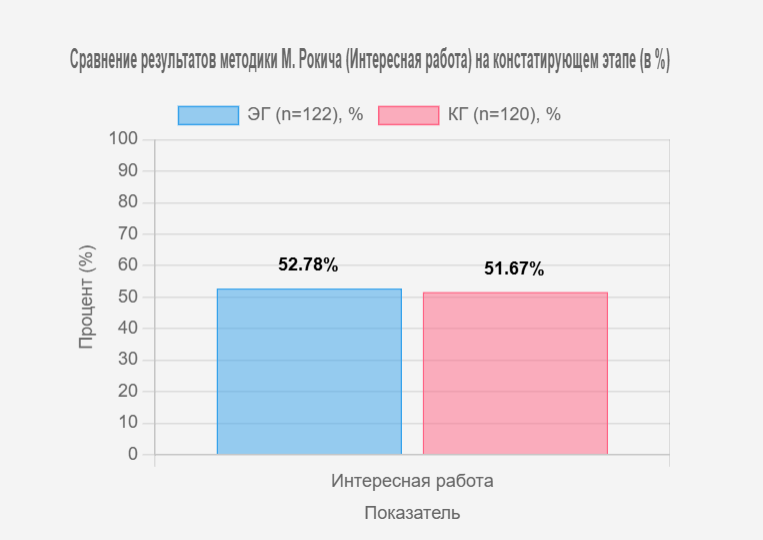 Сравнение результатов методики М. Рокича (Интересная работа) на констатирующем этапе (в %)
ЭГ (n=122), % КГ (n=120), %
Процент (%)
100
90
80
70
60
50
40
30
20
10
0
52.78%
51.67%
Интересная работа
Показатель